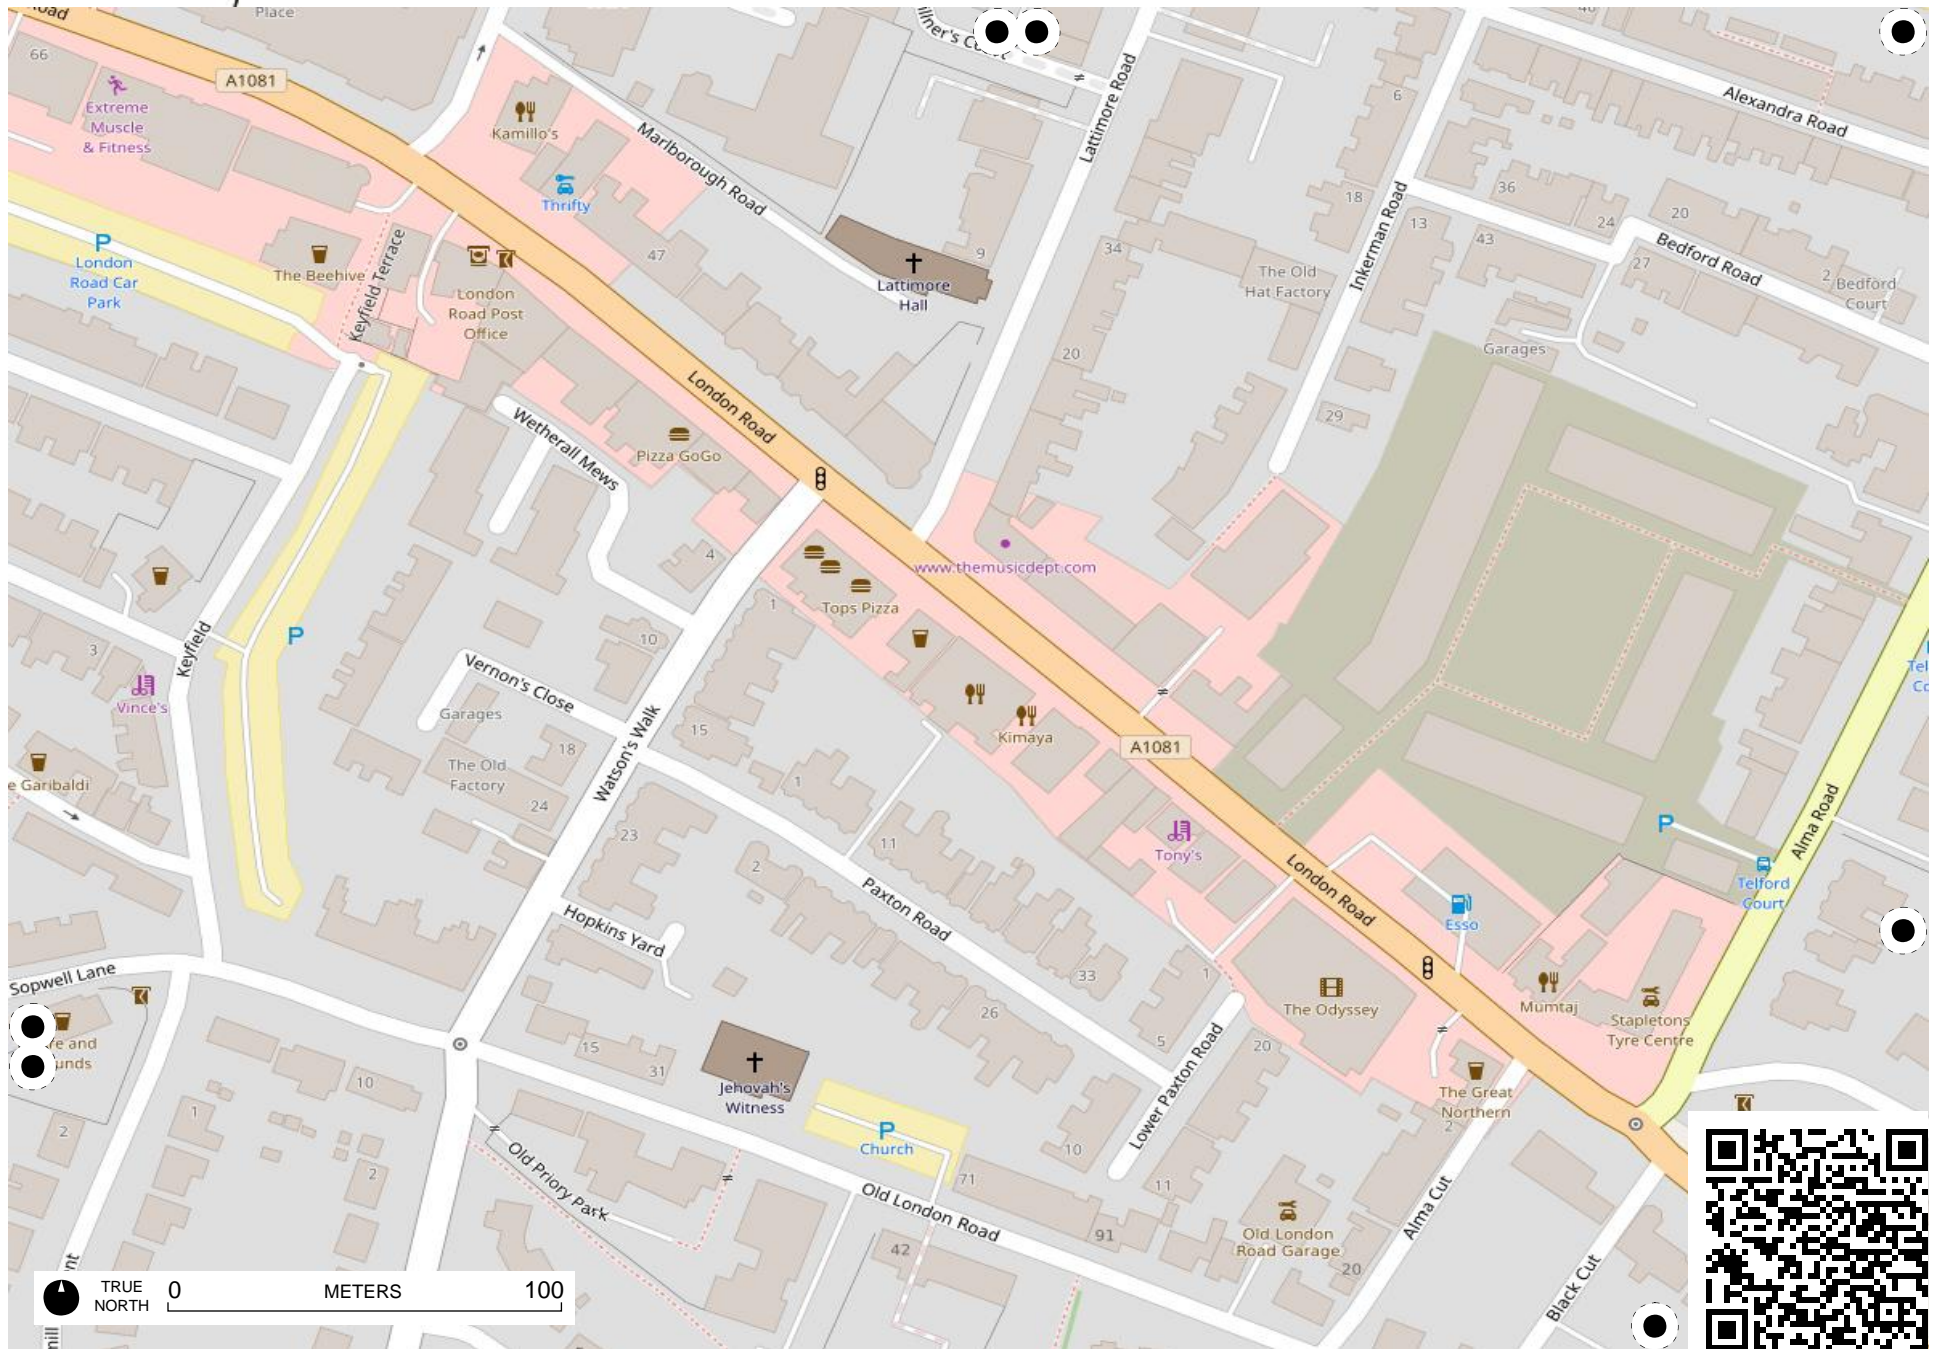 Road
Place
66
A1081
Extreme
Muscle
& Fitness
Kamillo's
Thrifty
Marlborough Road
Lattimore Road
6
Alexandra Road
36
18
13
24
20
43
Inkerman Road
Bedford Road
27
2
Bedford
Court
P
London
Road Car
Park
The Beehive
Keyfield Terrace
London
Road Post
Office
47
Lattimore
Hall
9
34
The Old
Hat Factory
20
Garages
29
London Road
Wetherall Mews
Pizza GoGo
4
www.themusicdept.com
Tops Pizza
1
10
P
Keyfield
3
Vince's
Vernon's Close
Garages
18
The Old
Factory
24
Watson's Walk
15
Kimaya
A1081
e Garibaldi
1
23
11
2
Tony's
P
Alma Road
Telford
Court
Tel
Co
London Road
Esso
Paxton Road
Hopkins Yard
Sopwell Lane
33
1
26
The Odyssey
Mumtaj
Stapletons
Tyre Centre
re and
unds
15
31
10
5
20
Jehovah's
Witness
Lower Paxton Road
The Great
Northern
2
1
2
2
P
Church
Old Priory Park
71
10
11
Old London Road
42
91
Old London
Road Garage
20
Alma Cut
Black Cut
TRUE
NORTH
0
METERS
100